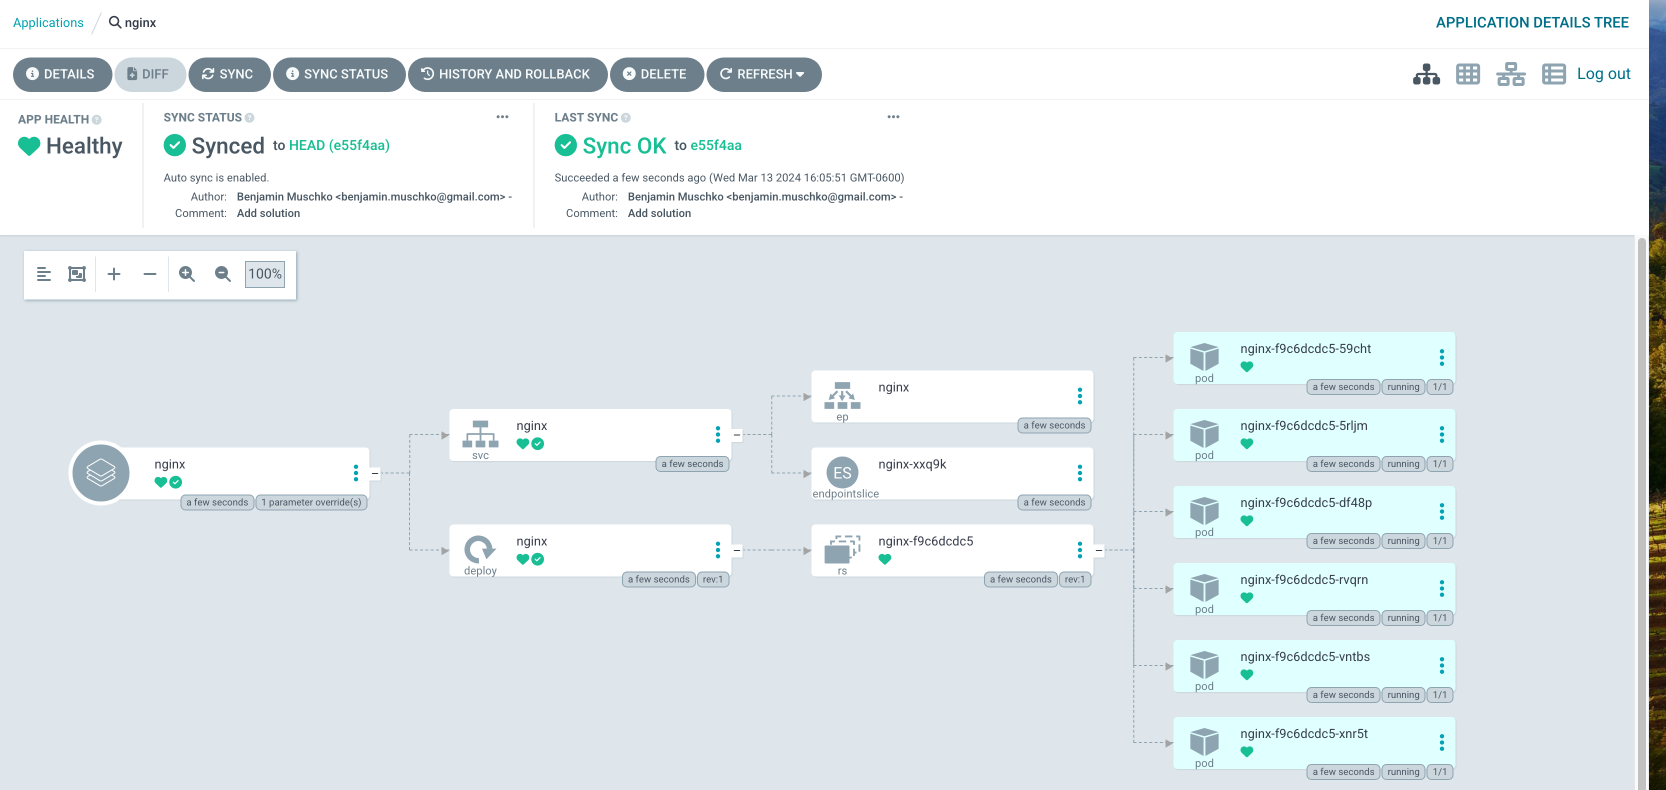 Applications / nginx
APPLICATION DETAILS TREE
DETAILS
DIFF
SYNC
SYNC STATUS
HISTORY AND ROLLBACK
DELETE
REFRESH
Log out
APP HEALTH
Healthy
SYNC STATUS
Synced to HEAD (e55f4aa)
Auto sync is enabled.
Author: Benjamin Muschko <benjamin.muschko@gmail.com> -
Comment: Add solution
LAST SYNC
Sync OK to e55f4aa
Succeeded a few seconds ago (Wed Mar 13 2024 16:05:51 GMT-0600)
Author: Benjamin Muschko <benjamin.muschko@gmail.com> -
Comment: Add solution
100%
nginx
a few seconds
1 parameter override(s)
nginx
svc
a few seconds
nginx
deploy
a few seconds
rev:1
nginx
ep
a few seconds
ES
nginx-xxq9k
endpointslice
a few seconds
nginx-f9c6dcdc5
rs
a few seconds
rev:1
nginx-f9c6dcdc5-59cht
pod
a few seconds
running
1/1
nginx-f9c6dcdc5-5rljm
pod
a few seconds
running
1/1
nginx-f9c6dcdc5-df48p
pod
a few seconds
running
1/1
nginx-f9c6dcdc5-rvqrn
pod
a few seconds
running
1/1
nginx-f9c6dcdc5-vntbs
pod
a few seconds
running
1/1
nginx-f9c6dcdc5-xnr5t
pod
a few seconds
running
1/1